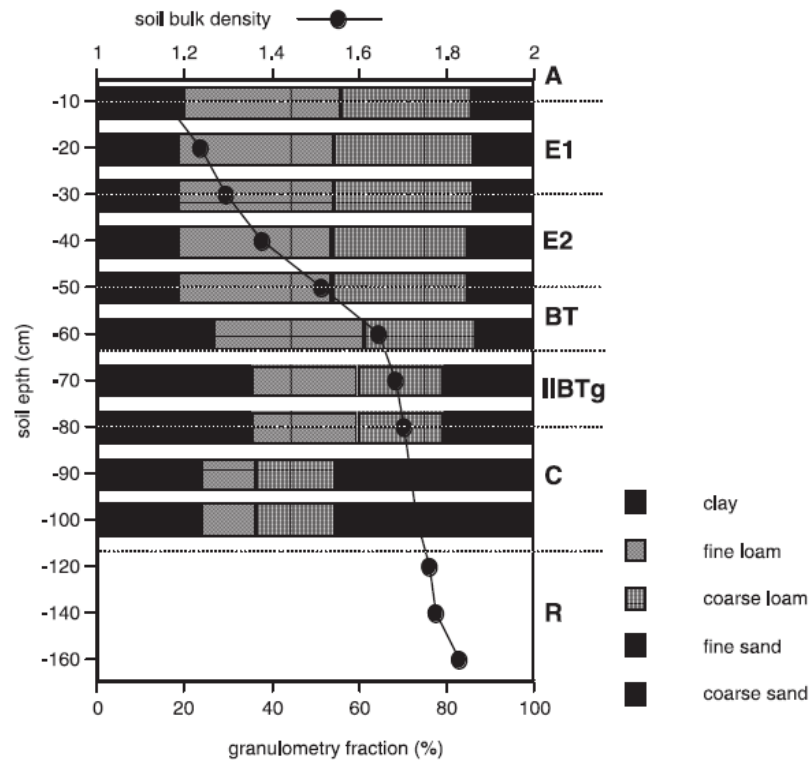 soil bulk density
1 1.2 1.4 1.6 1.8 2
A
-10
-20 E1
-30
-40 E2
-50
BT
-60
-70 IIBTg
-80
-90 C
-100
-120
-140 R
-160
soil epth (cm)
0 20 40 60 80 100
granulometry fraction (%)
clay
fine loam
coarse loam
fine sand
coarse sand